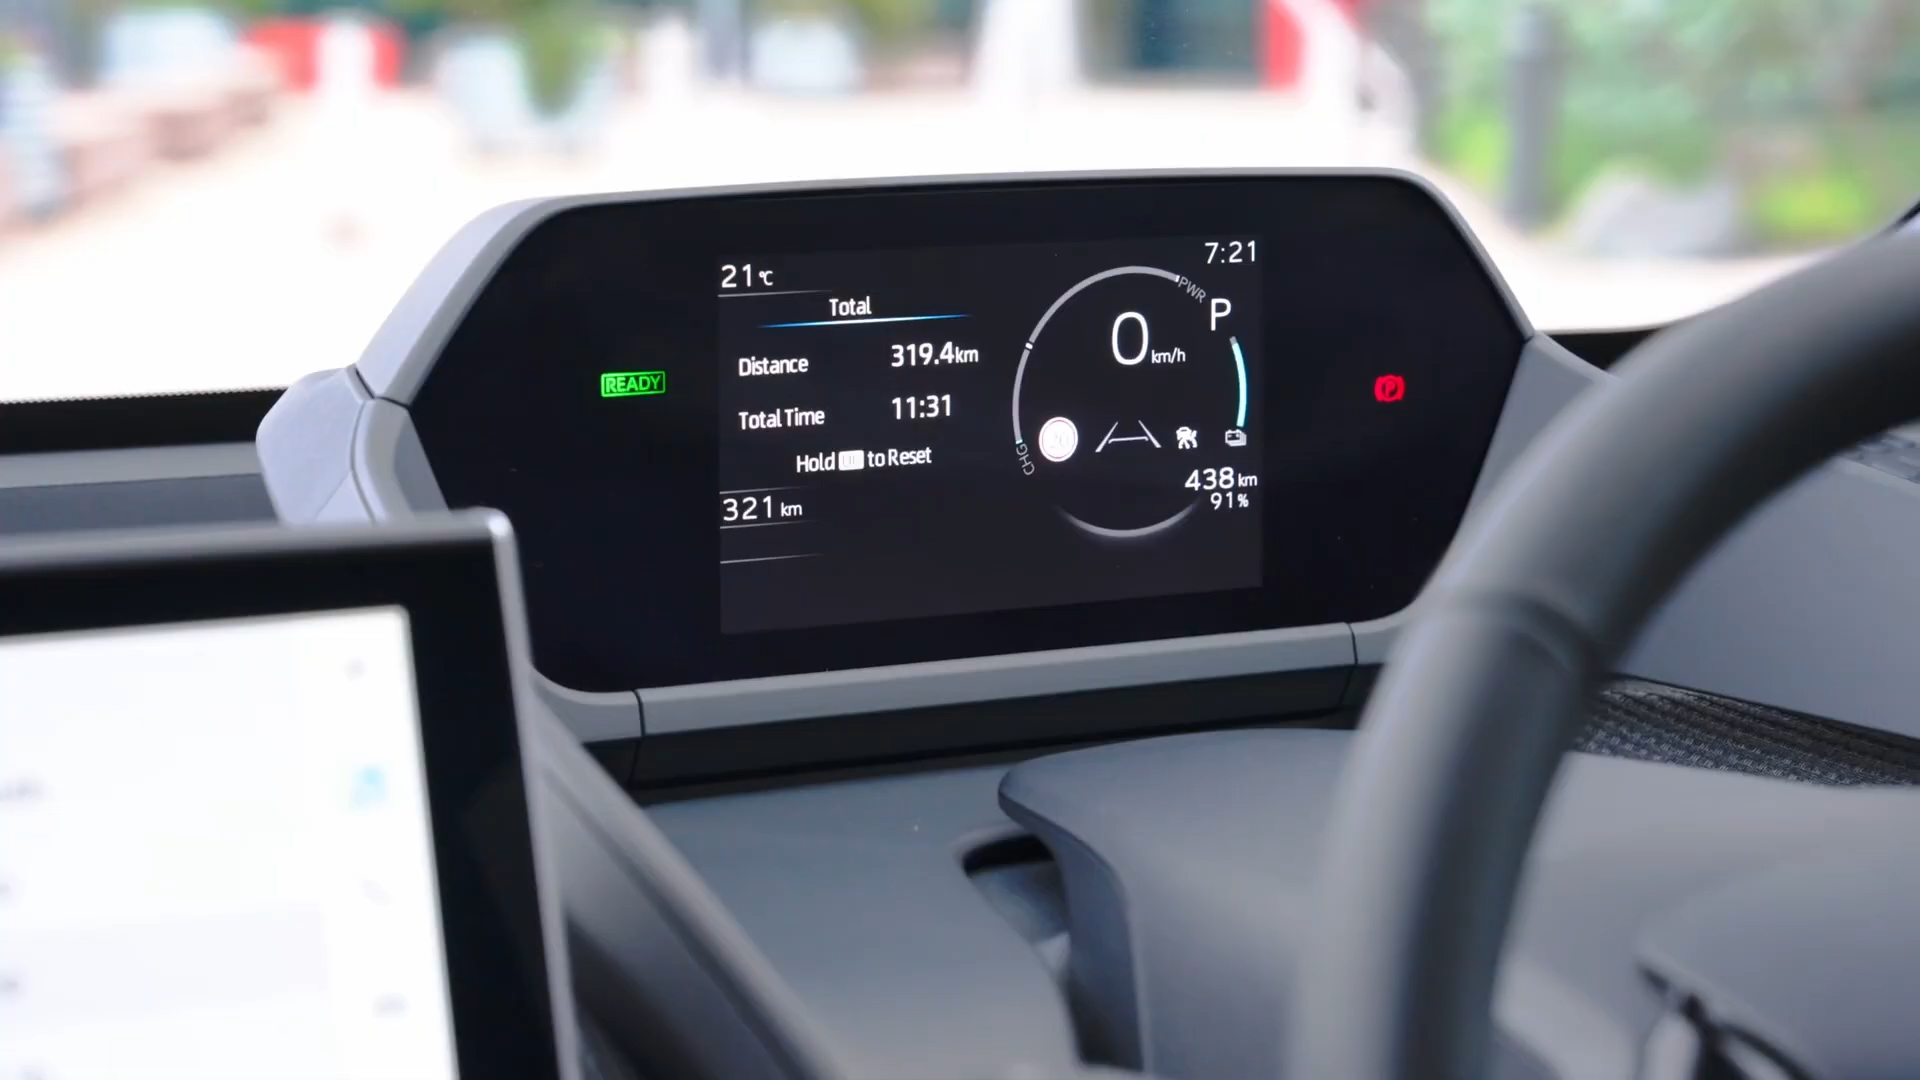 21°C
7:21
Total
PWR
P
Distance 319.4km
0 km/h
READY
Total Time 11:31
Hold to Reset
CHG
438 km
91%
321 km